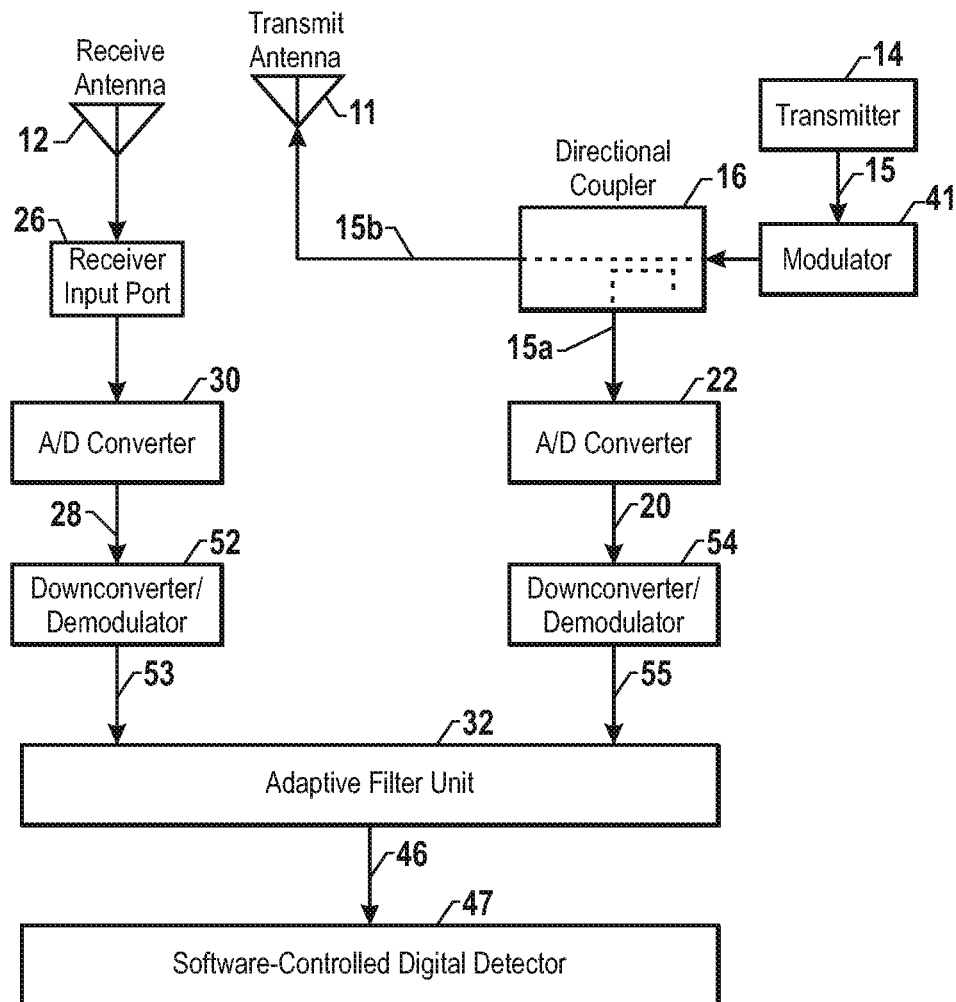 Receive
Antenna
12
Transmit
Antenna
11
14
Transmitter
15
41
Modulator
Directional
Coupler
16
15b
15a
26
Receiver
Input Port
30
A/D Converter
22
A/D Converter
28
20
52
Downconverter/
Demodulator
54
Downconverter/
Demodulator
53
55
32
Adaptive Filter Unit
46
47
Software-Controlled Digital Detector